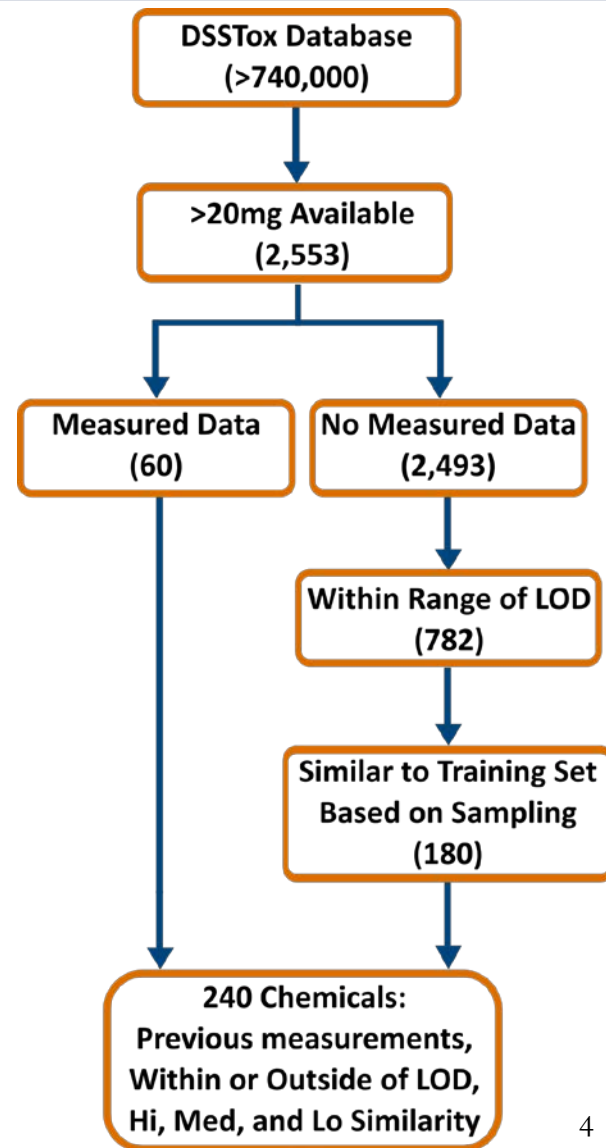 DSSTox Database
(>740,000)
>20mg Available
(2,553)
Measured Data
(60)
No Measured Data
(2,493)
Within Range of LOD
(782)
Similar to Training Set
Based on Sampling
(180)
240 Chemicals:
Previous measurements,
Within or Outside of LOD,
Hi, Med, and Lo Similarity
4